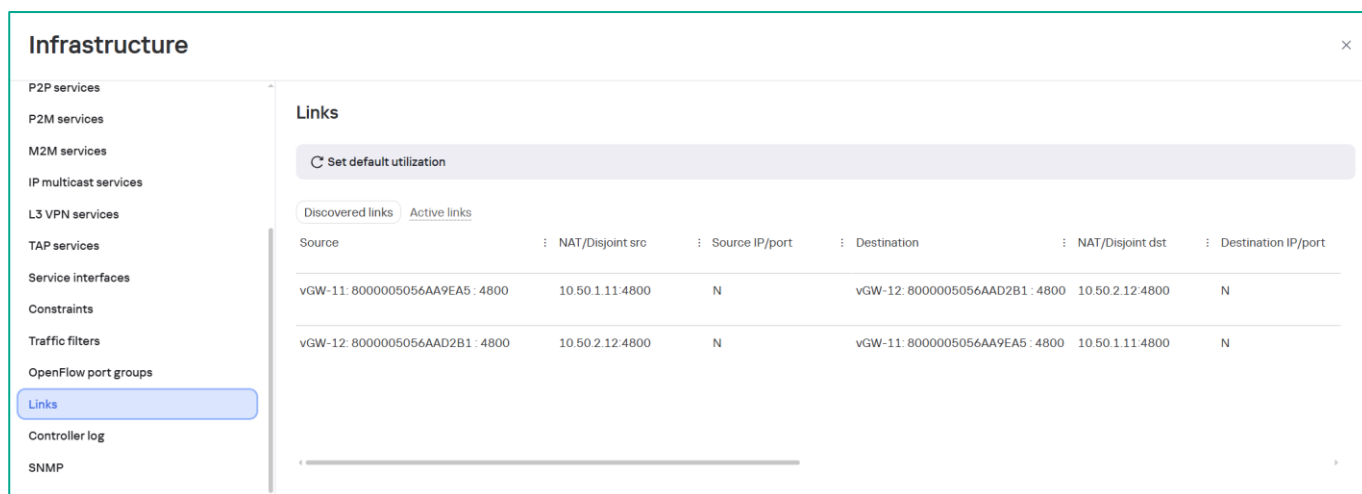 Infrastructure
P2P services
P2M services
M2M services
IP multicast services
L3 VPN services
TAP services
Service interfaces
Constraints
Traffic filters
OpenFlow port groups
Links
Controller log
SNMP
Links
Set default utilization
Discovered links Active links
Source NAT/Disjoint src Source IP/port Destination NAT/Disjoint dst Destination IP/port
vGW-11: 8000005056AA9EA5 : 4800 10.50.1.11:4800 N vGW-12: 8000005056AAD2B1 : 4800 10.50.2.12:4800 N
vGW-12: 8000005056AAD2B1 : 4800 10.50.2.12:4800 N vGW-11: 8000005056AA9EA5 : 4800 10.50.1.11:4800 N